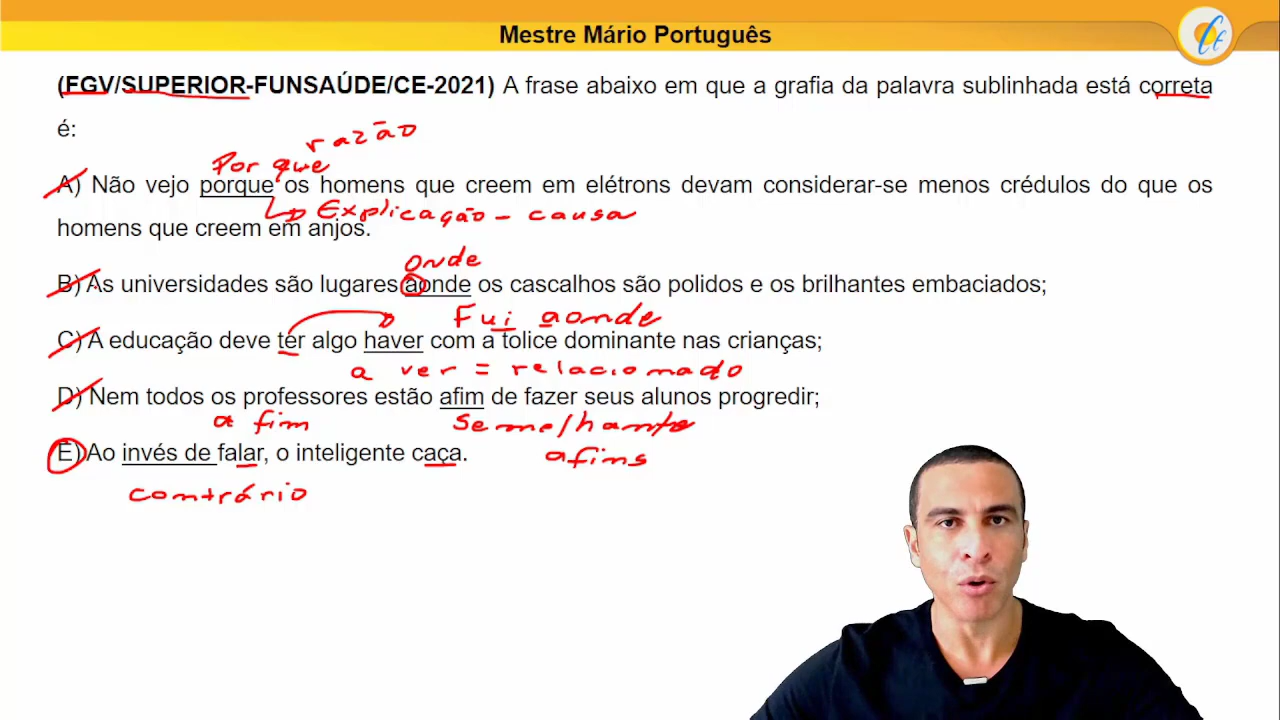 Mestre Mário Português
(FGV/SUPERIOR-FUNSAÚDE/CE-2021) A frase abaixo em que a grafia da palavra sublinhada está correta
é:
razão
Por que
A) Não vejo porque os homens que creem em elétrons devam considerar-se menos crédulos do que os
Explicação - causa
homens que creem em anjos.
onde
B) As universidades são lugares aonde os cascalhos são polidos e os brilhantes embaciados;
Fui aonde
C) A educação deve ter algo haver com a tolice dominante nas crianças;
a ver = relacionado
D) Nem todos os professores estão afim de fazer seus alunos progredir;
a fim semelhante
E) Ao invés de falar, o inteligente caça.
afins
contrário